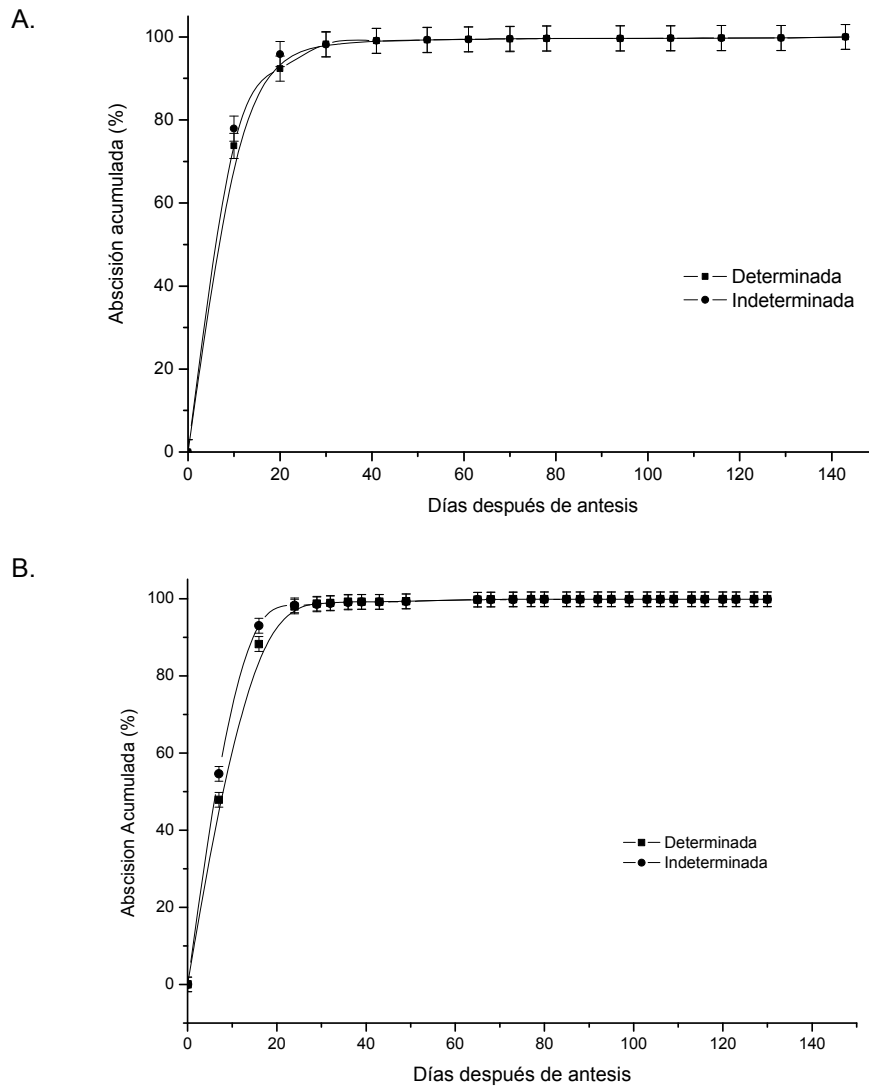 A.
100
80
60
40
20
0
Abscisión acumulada (%)
Determinada
Indeterminada
0 20 40 60 80 100 120 140
Días después de antesis
B.
100
80
60
40
20
0
Abscision Acumulada (%)
Determinada
Indeterminada
0 20 40 60 80 100 120 140
Días después de antesis